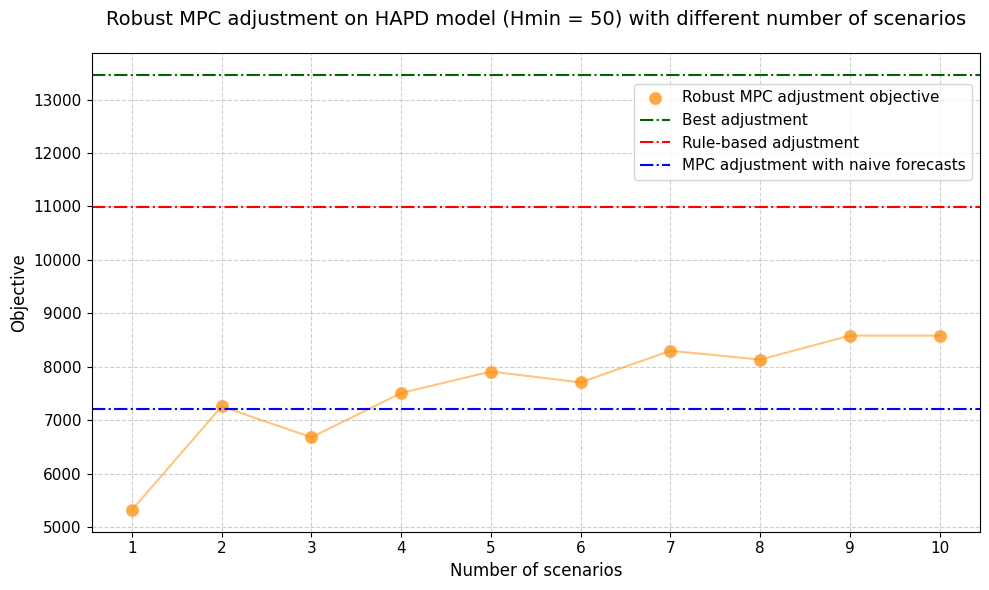 Robust MPC adjustment on HAPD model (Hmin = 50) with different number of scenarios
Robust MPC adjustment objective
Best adjustment
Rule-based adjustment
MPC adjustment with naive forecasts
Objective
13000
12000
11000
10000
9000
8000
7000
6000
5000
1 2 3 4 5 6 7 8 9 10
Number of scenarios